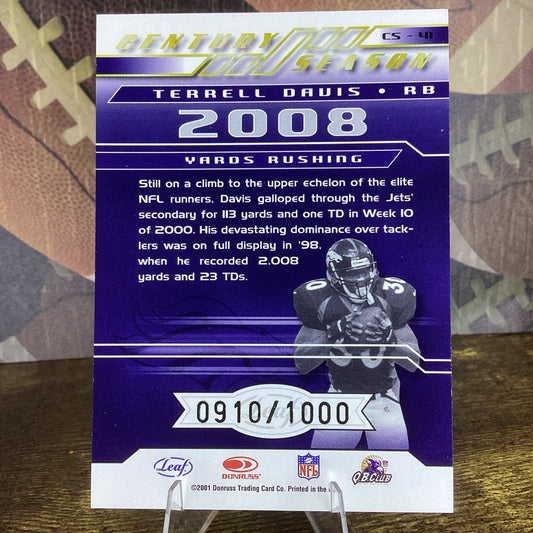 CENTURY
SEASON
CS - 41
TERRELL DAVIS • RB
2008
YARDS RUSHING
Still on a climb to the upper echelon of the elite
NFL runners, Davis galloped through the Jets'
secondary for 113 yards and one TD in Week 10
of 2000. His devastating dominance over tack-
lers was on full display in '98,
when he recorded 2,008
yards and 23 TDs.
30
0910/1000
Leaf
DONRUSS
NFL
QB CLUB
©2001 Donruss Trading Card Co. Printed in the